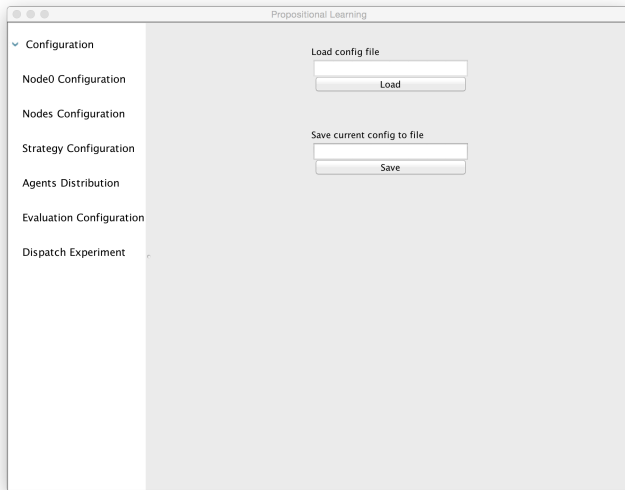 Propositional Learning
Configuration
Node0 Configuration
Nodes Configuration
Strategy Configuration
Agents Distribution
Evaluation Configuration
Dispatch Experiment
Load config file
Load
Save current config to file
Save